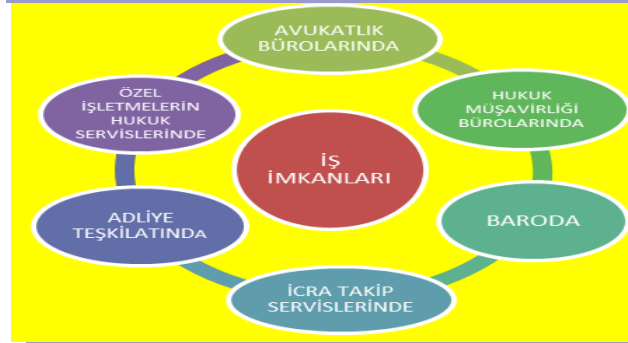 AVUKATLIK
BÜROLARINDA
HUKUK
MÜŞAVİRLİĞİ
BÜROLARINDA
BARODA
İCRA TAKİP
SERVİSLERİNDE
ADLİYE
TEŞKİLATINDA
ÖZEL
İŞLETMELERİN
HUKUK
SERVİSLERİNDE
İŞ
İMKANLARI